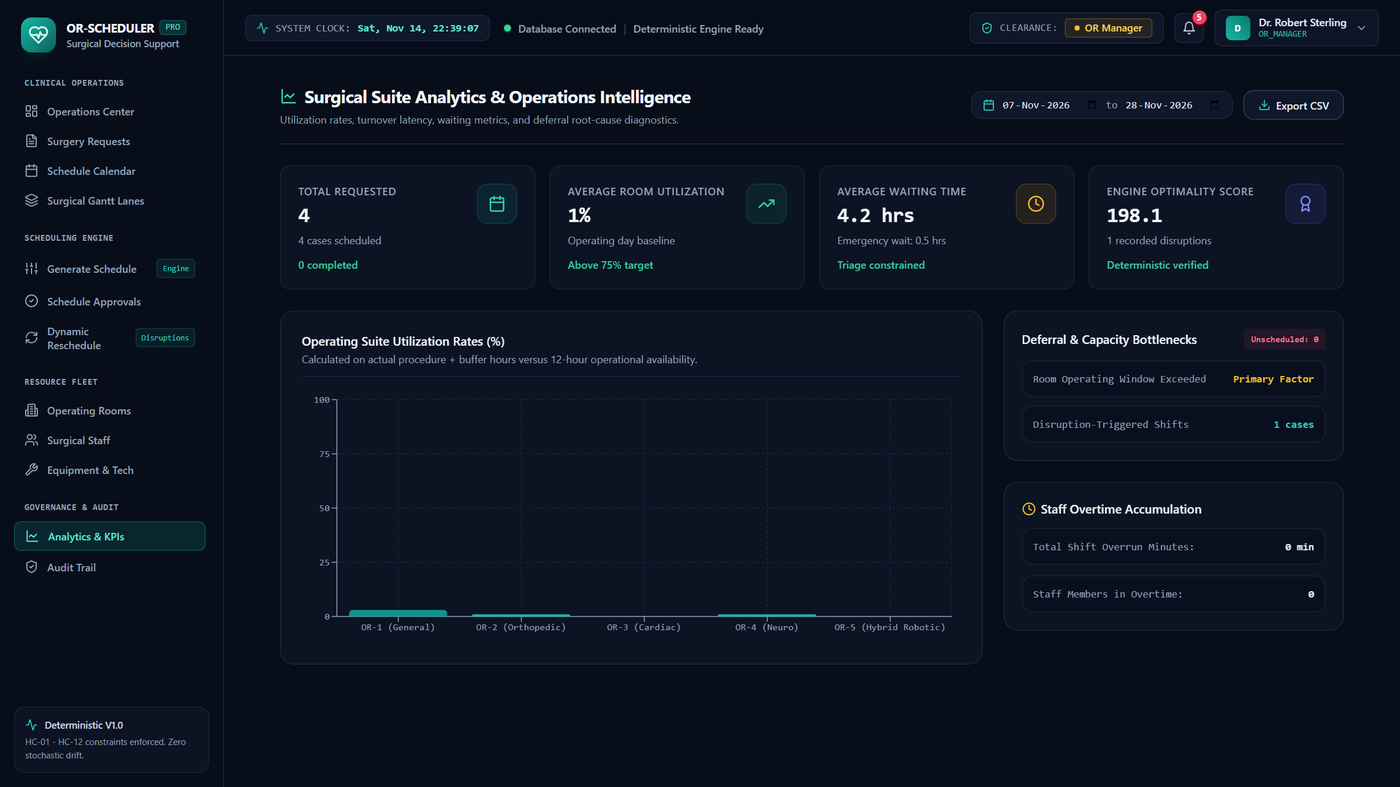 OR-SCHEDULER PRO
Surgical Decision Support
CLINICAL OPERATIONS
Operations Center
Surgery Requests
Schedule Calendar
Surgical Gantt Lanes
SCHEDULING ENGINE
Generate Schedule Engine
Schedule Approvals
Dynamic
Reschedule
Disruptions
RESOURCE FLEET
Operating Rooms
Surgical Staff
Equipment & Tech
GOVERNANCE & AUDIT
Analytics & KPIs
Audit Trail
Deterministic V1.0
HC-01 - HC-12 constraints enforced. Zero
stochastic drift.
SYSTEM CLOCK: Sat, Nov 14, 22:39:07
Database Connected | Deterministic Engine Ready
CLEARANCE: OR Manager
5
D
Dr. Robert Sterling
OR_MANAGER
Surgical Suite Analytics & Operations Intelligence
Utilization rates, turnover latency, waiting metrics, and deferral root-cause diagnostics.
07-Nov-2026 to 28-Nov-2026
Export CSV
TOTAL REQUESTED
4
4 cases scheduled
0 completed
AVERAGE ROOM UTILIZATION
1%
Operating day baseline
Above 75% target
AVERAGE WAITING TIME
4.2 hrs
Emergency wait: 0.5 hrs
Triage constrained
ENGINE OPTIMALITY SCORE
198.1
1 recorded disruptions
Deterministic verified
Operating Suite Utilization Rates (%)
Calculated on actual procedure + buffer hours versus 12-hour operational availability.
100
75
50
25
0
OR-1 (General)
OR-2 (Orthopedic)
OR-3 (Cardiac)
OR-4 (Neuro)
OR-5 (Hybrid Robotic)
Deferral & Capacity Bottlenecks
Unscheduled: 0
Room Operating Window Exceeded Primary Factor
Disruption-Triggered Shifts 1 cases
Staff Overtime Accumulation
Total Shift Overrun Minutes: 0 min
Staff Members in Overtime: 0